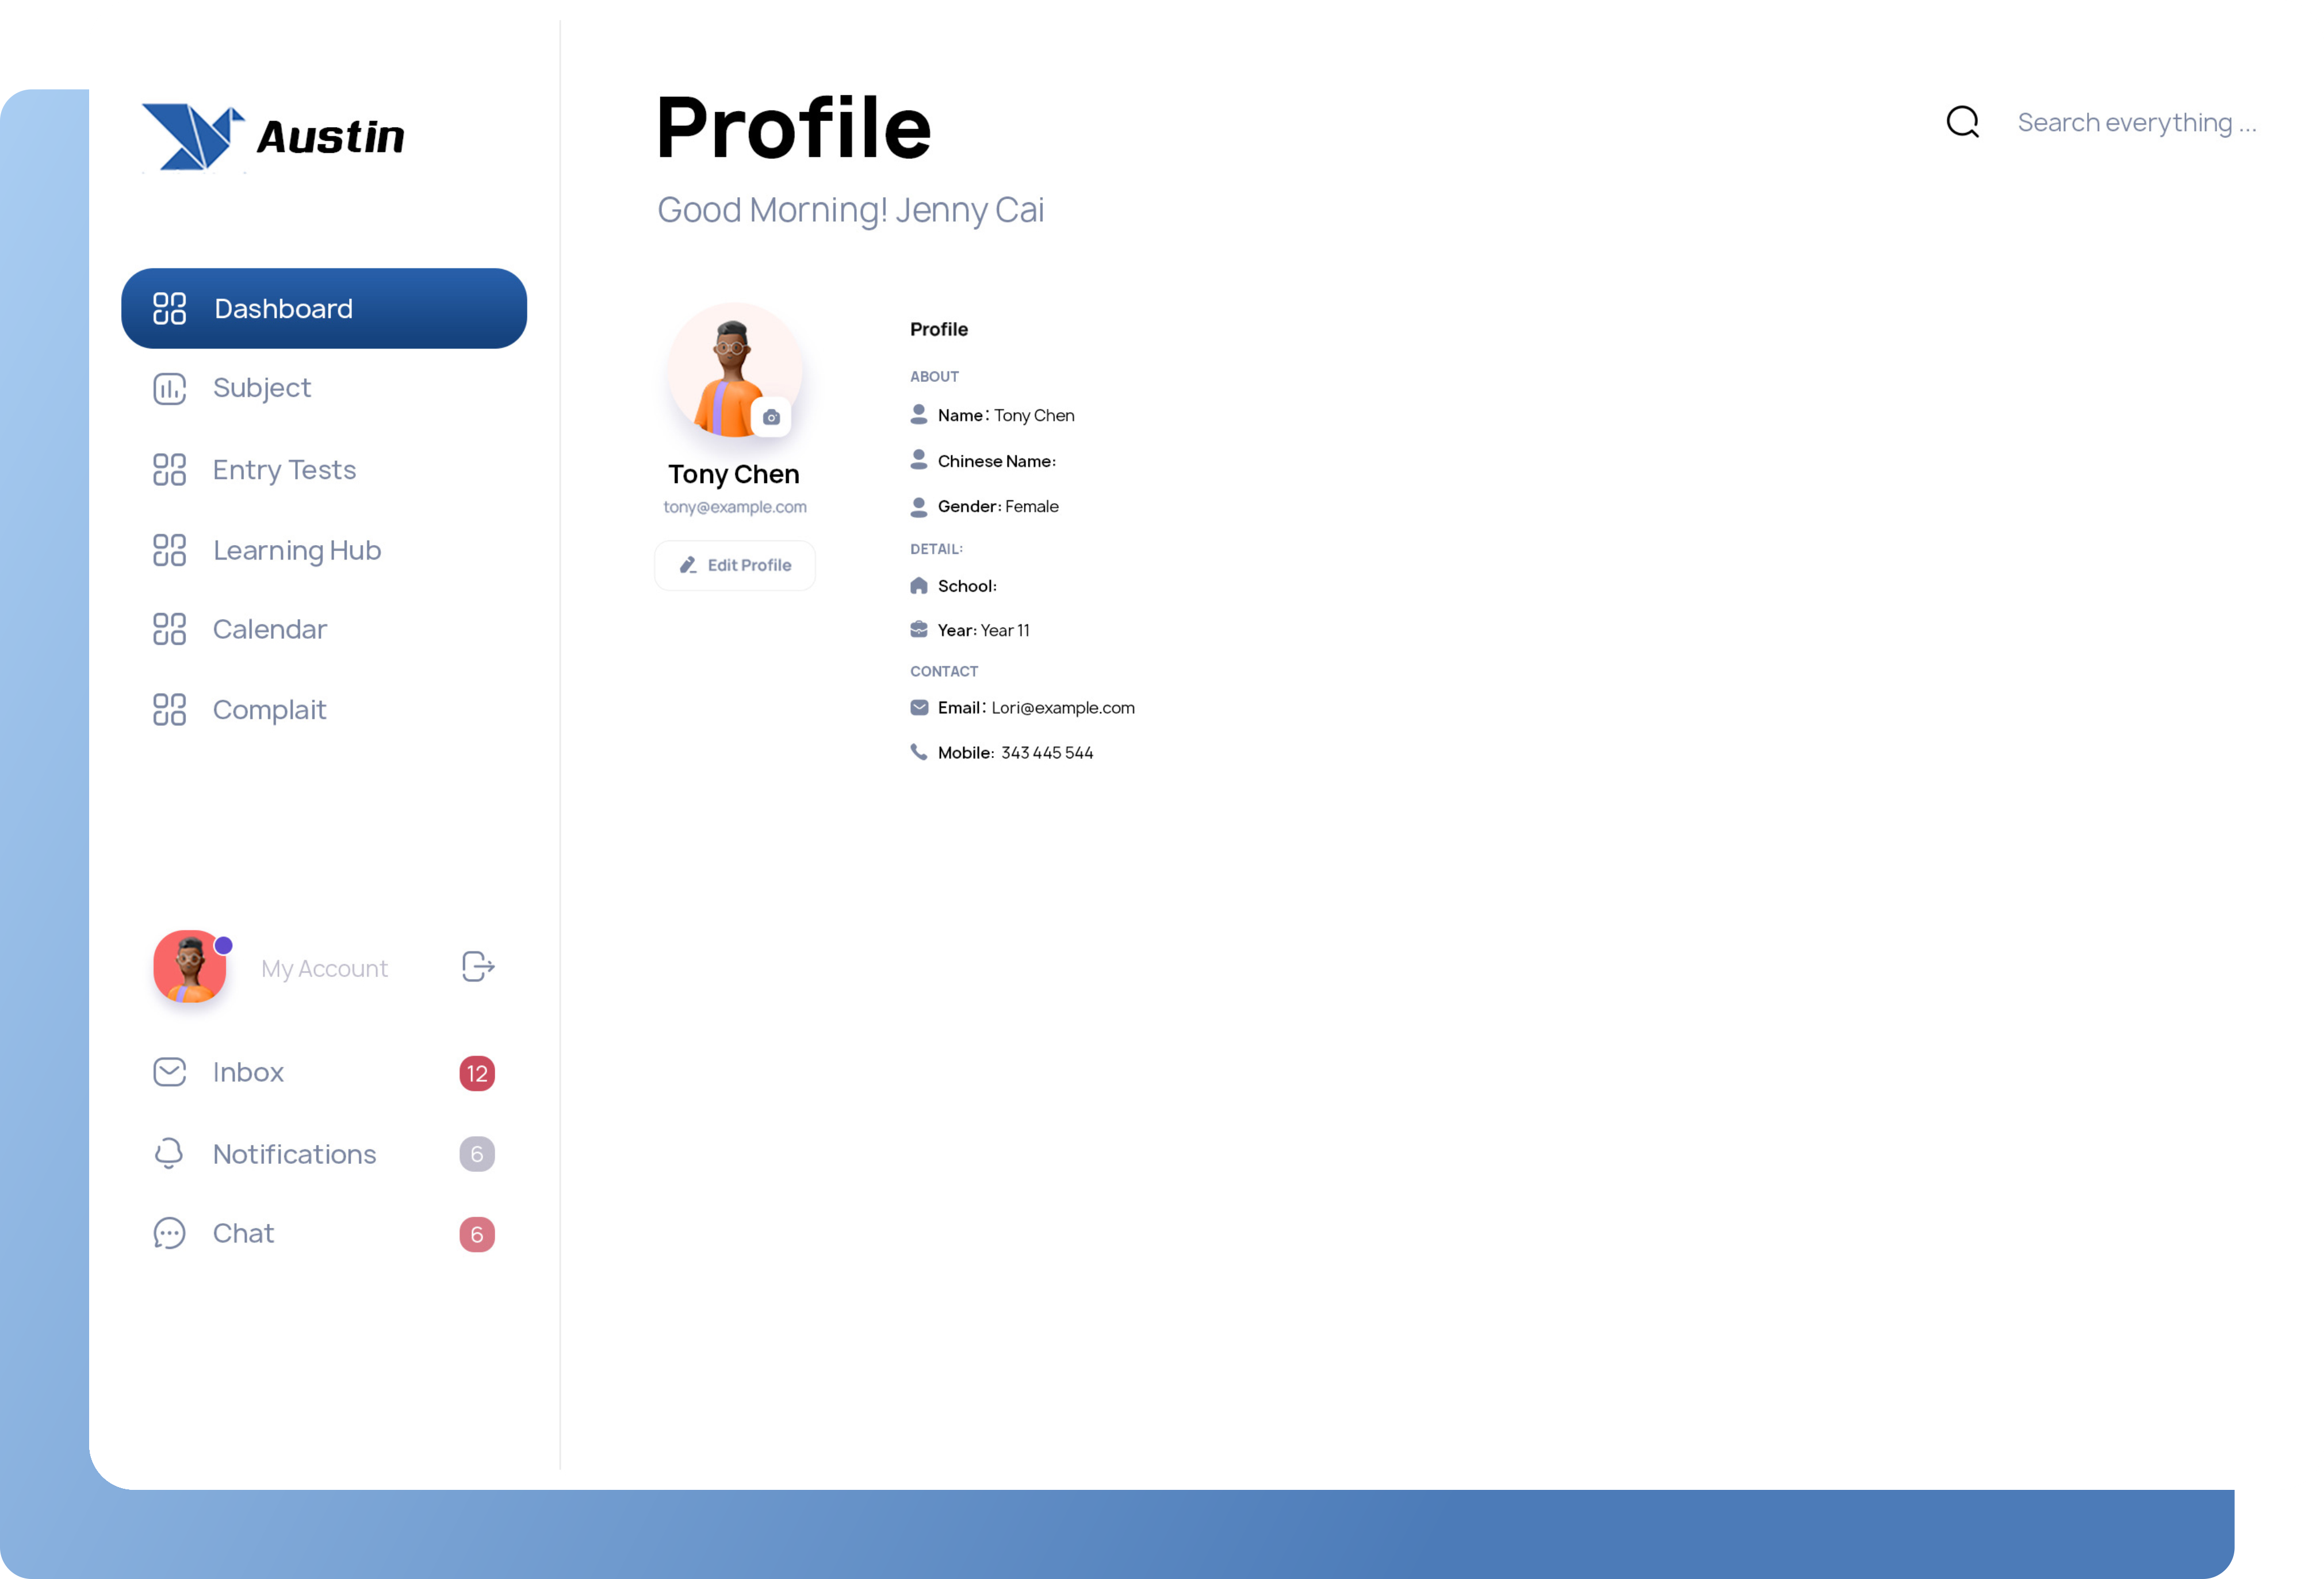 Austin
Dashboard
Subject
Entry Tests
Learning Hub
Calendar
Complait
My Account
Inbox 12
Notifications 6
Chat 6
Profile
Search everything ...
Good Morning! Jenny Cai
Tony Chen
tony@example.com
Edit Profile
Profile
ABOUT
Name: Tony Chen
Chinese Name:
Gender: Female
DETAIL:
School:
Year: Year 11
CONTACT
Email: Lori@example.com
Mobile: 343 445 544